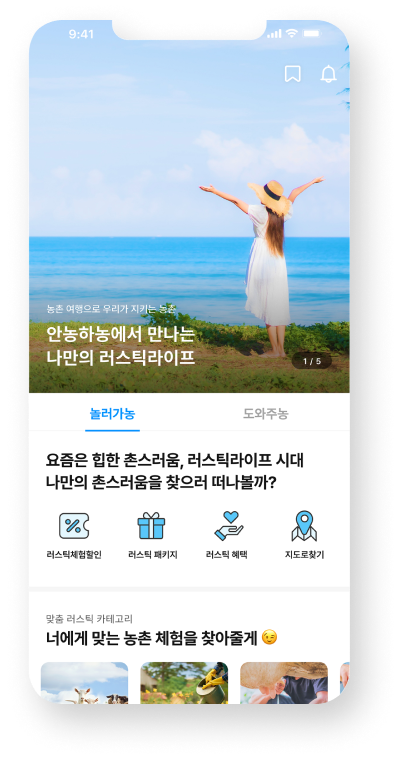 9:41
농촌 여행으로 우리가 지키는 농촌
안농하농에서 만나는
나만의 러스틱라이프
1 / 5
놀러가농
도와주농
요즘은 힙한 촌스러움, 러스틱라이프 시대
나만의 촌스러움을 찾으러 떠나볼까?
러스틱체험할인
러스틱 패키지
러스틱 혜택
지도로찾기
맞춤 러스틱 카테고리
너에게 맞는 농촌 체험을 찾아줄게 😉